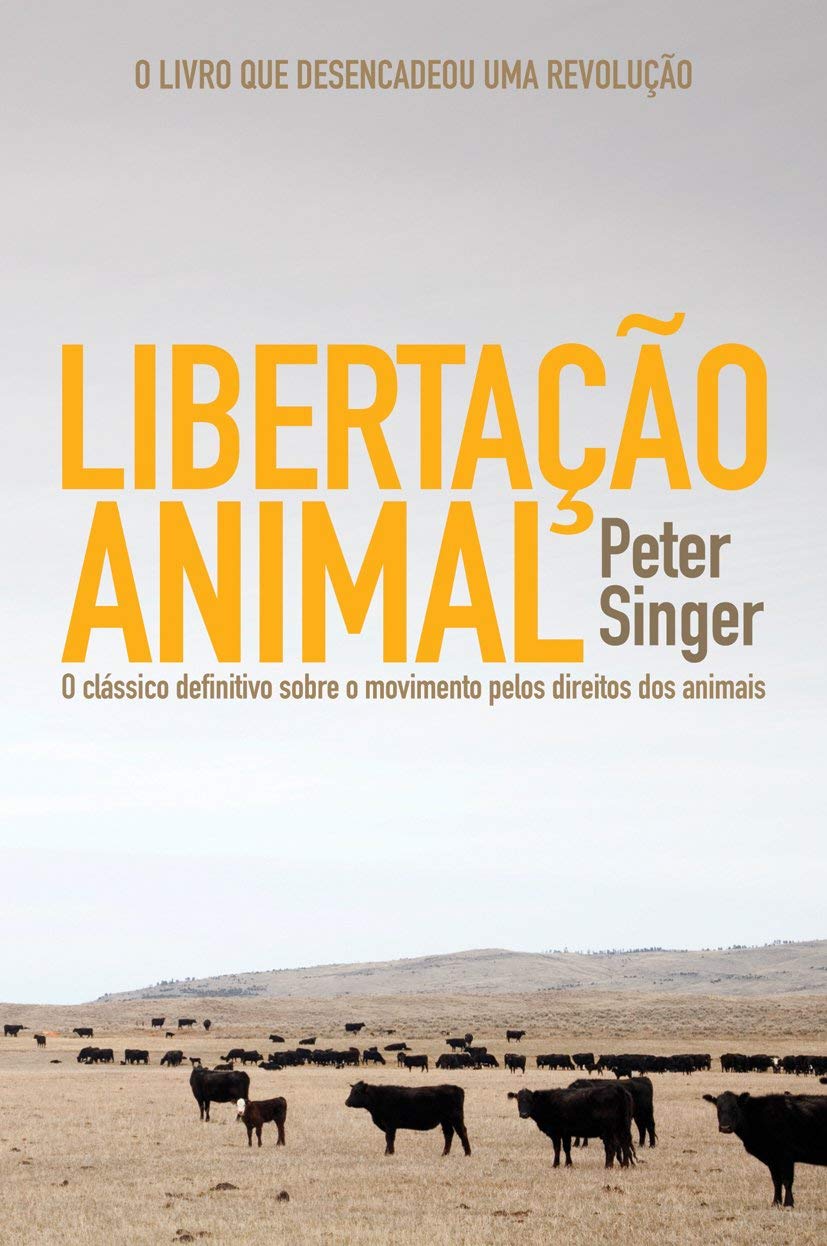 O LIVRO QUE DESENCADEOU UMA REVOLUÇÃO
LIBERTAÇÃO
ANIMAL
Peter
Singer
O clássico definitivo sobre o movimento pelos direitos dos animais